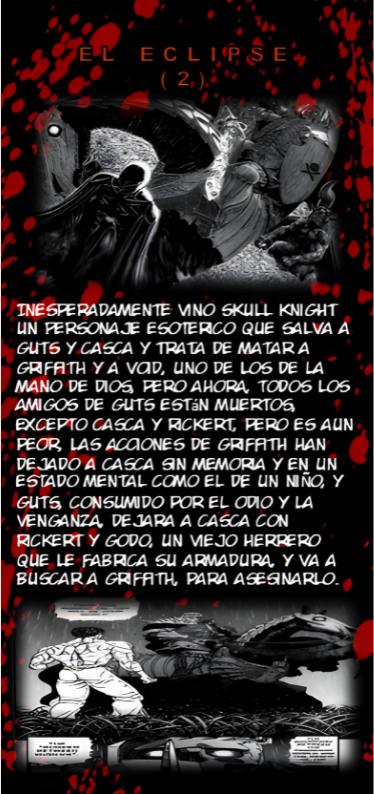 EL ECLIPSE
(2)
INESPERADAMENTE VINO SKULL KNIGHT
UN PERSONAJE ESOTERICO QUE SALVA A
GUTS Y CASCA Y TRATA DE MATAR A
GRIFFITH Y A VOID, UNO DE LOS DE LA
MANO DE DIOS, PERO AHORA, TODOS LOS
AMIGOS DE GUTS ESTáN MUERTOS,
EXCEPTO CASCA Y RICKERT, PERO ES AUN
PEOR, LAS ACCIONES DE GRIFFITH HAN
DEJADO A CASCA SIN MEMORIA Y EN UN
ESTADO MENTAL COMO EL DE UN NIÑO, Y
GUTS, CONSUMIDO POR EL ODIO Y LA
VENGANZA, DEJARA A CASCA CON
RICKERT Y GODO, UN VIEJO HERRERO
QUE LE FABRICA SU ARMADURA, Y VA A
BUSCAR A GRIFFITH, PARA ASESINARLO.